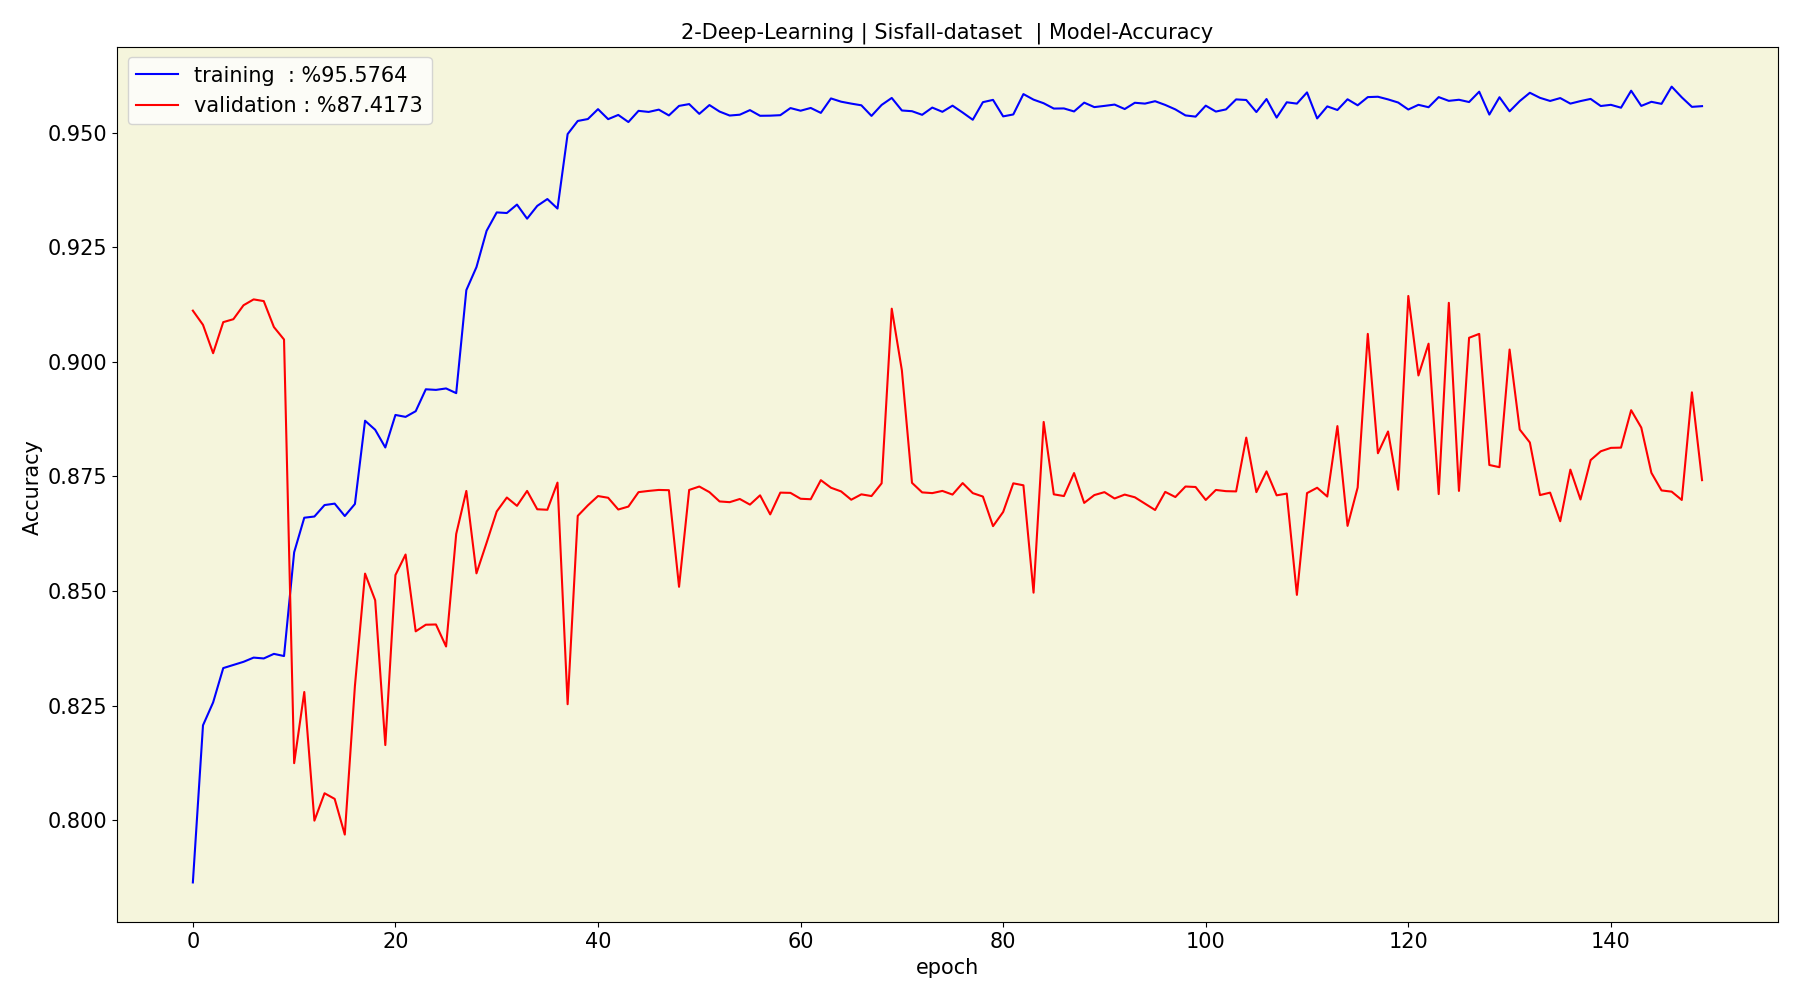 2-Deep-Learning | Sisfall-dataset  | Model-Accuracy
training  : %95.5764
validation : %87.4173
0.950
0.925
0.900
0.875
0.850
0.825
0.800
Accuracy
0 20 40 60 80 100 120 140
epoch